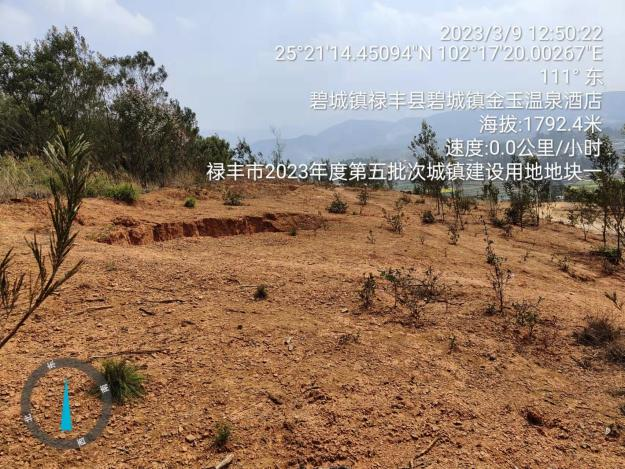 2023/3/9 12:50:22
25°21'14.45094"N 102°17'20.00267"E
111° 东
碧城镇禄丰县碧城镇金玉温泉酒店
海拔:1792.4米
速度:0.0公里/小时
禄丰市2023年度第五批次城镇建设用地地块一